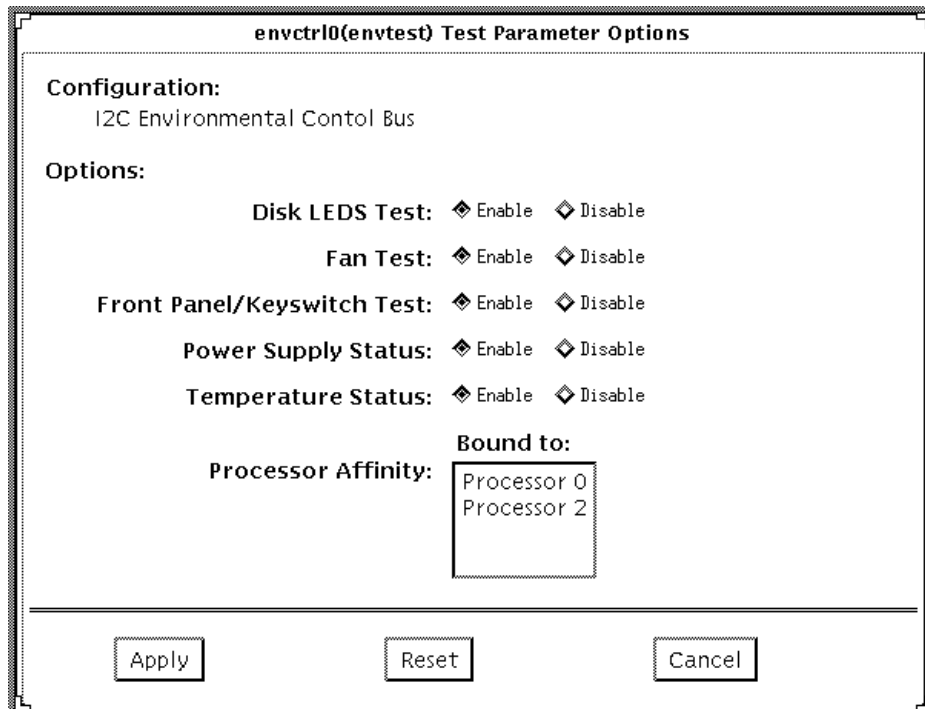 envctrl0(envtest) Test Parameter Options
Configuration:
I2C Environmental Contol Bus
Options:
Disk LEDS Test: Enable Disable
Fan Test: Enable Disable
Front Panel/Keyswitch Test: Enable Disable
Power Supply Status: Enable Disable
Temperature Status: Enable Disable
Bound to:
Processor Affinity: Processor 0
Processor 2
Apply Reset Cancel